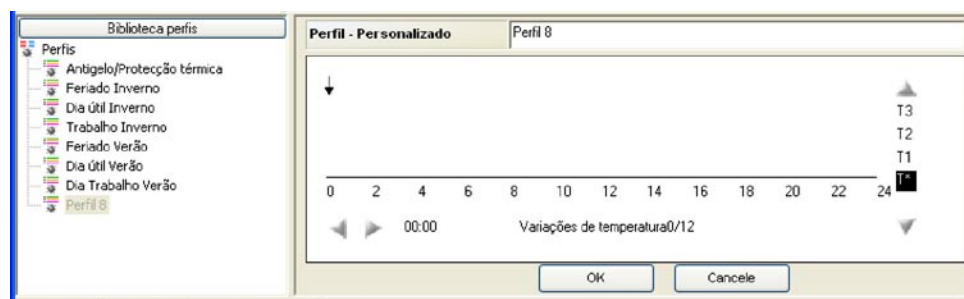 Biblioteca perfis
Perfis
Antigelo/Protecção térmica
Feriado Inverno
Dia útil Inverno
Trabalho Inverno
Feriado Verão
Dia útil Verão
Dia Trabalho Verão
Perfil 8
Perfil - Personalizado
Perfil 8
T3
T2
T1
T*
0 2 4 6 8 10 12 14 16 18 20 22 24
00:00
Variações de temperatura0/12
OK
Cancele